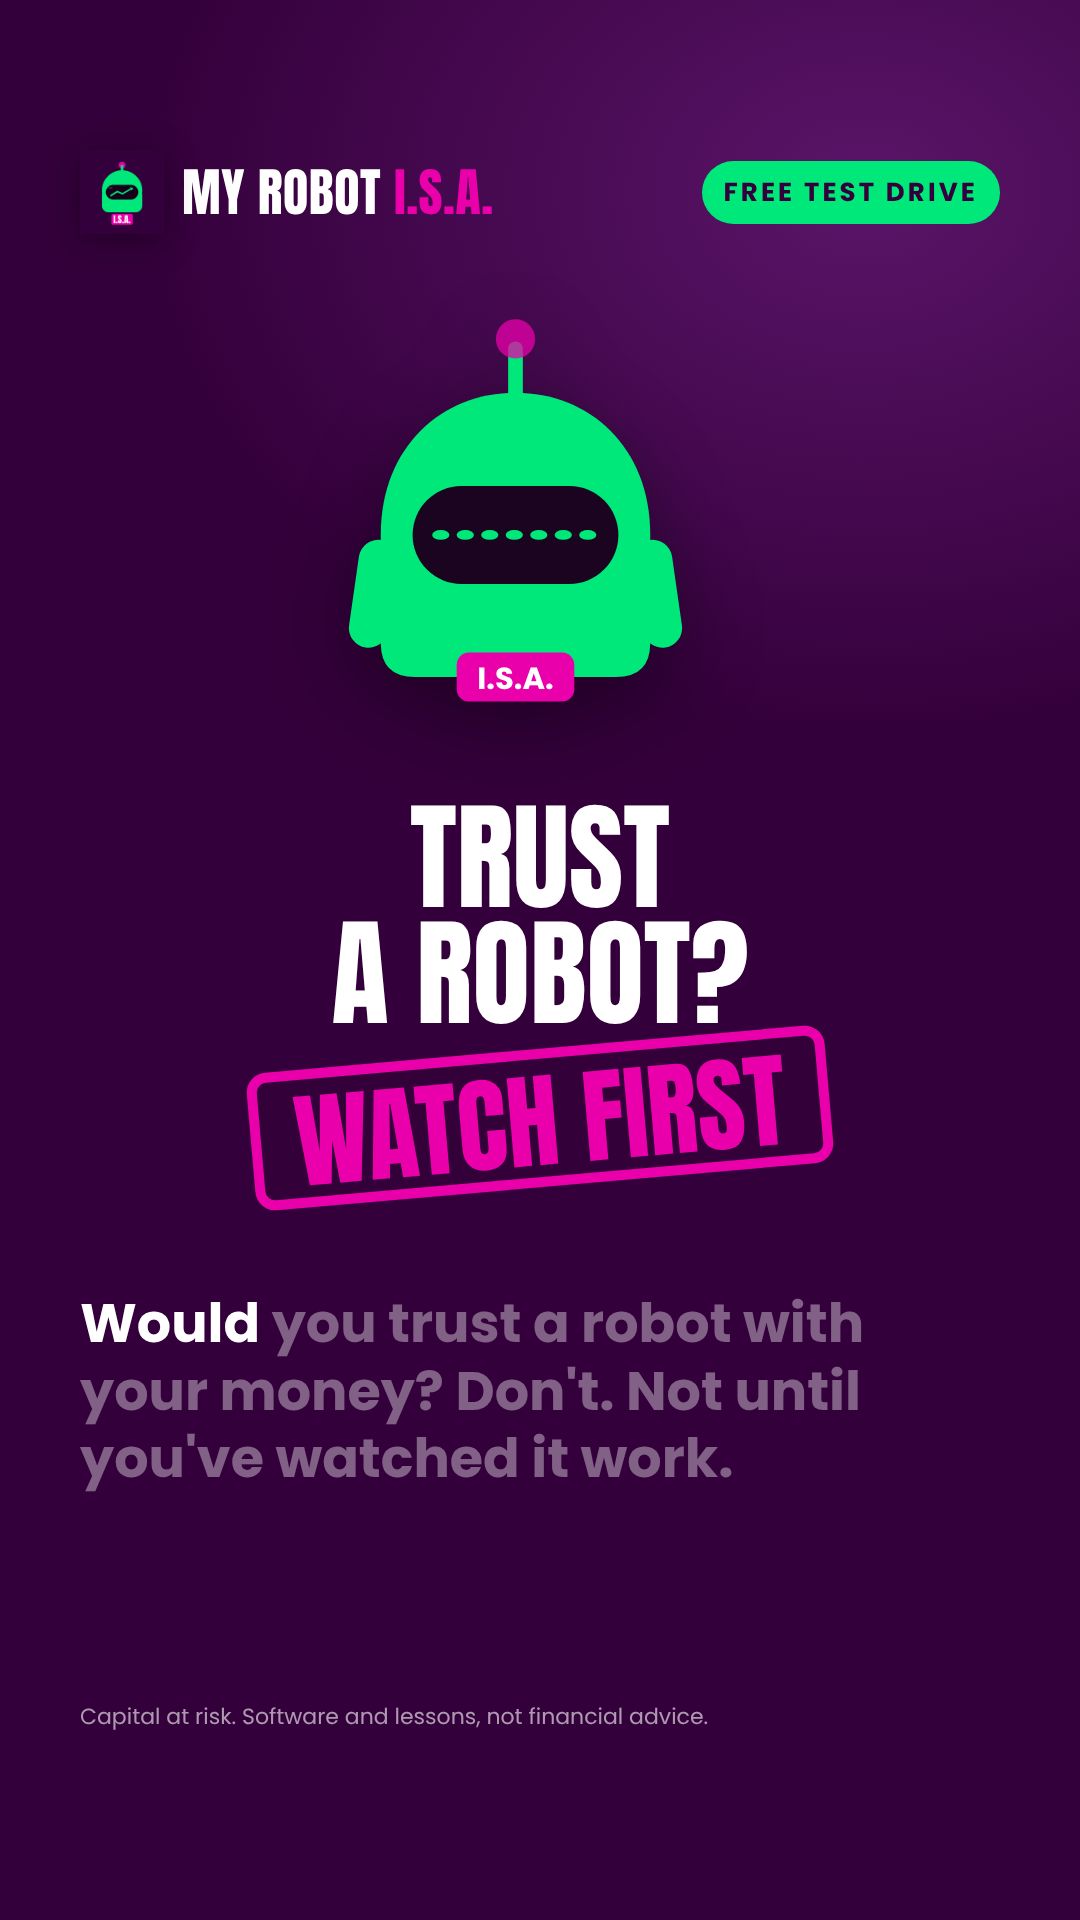 I.S.A.
MY ROBOT I.S.A.
FREE TEST DRIVE
I.S.A.
TRUST
A ROBOT?
WATCH FIRST
Would you trust a robot with
your money? Don't. Not until
you've watched it work.
Capital at risk. Software and lessons, not financial advice.